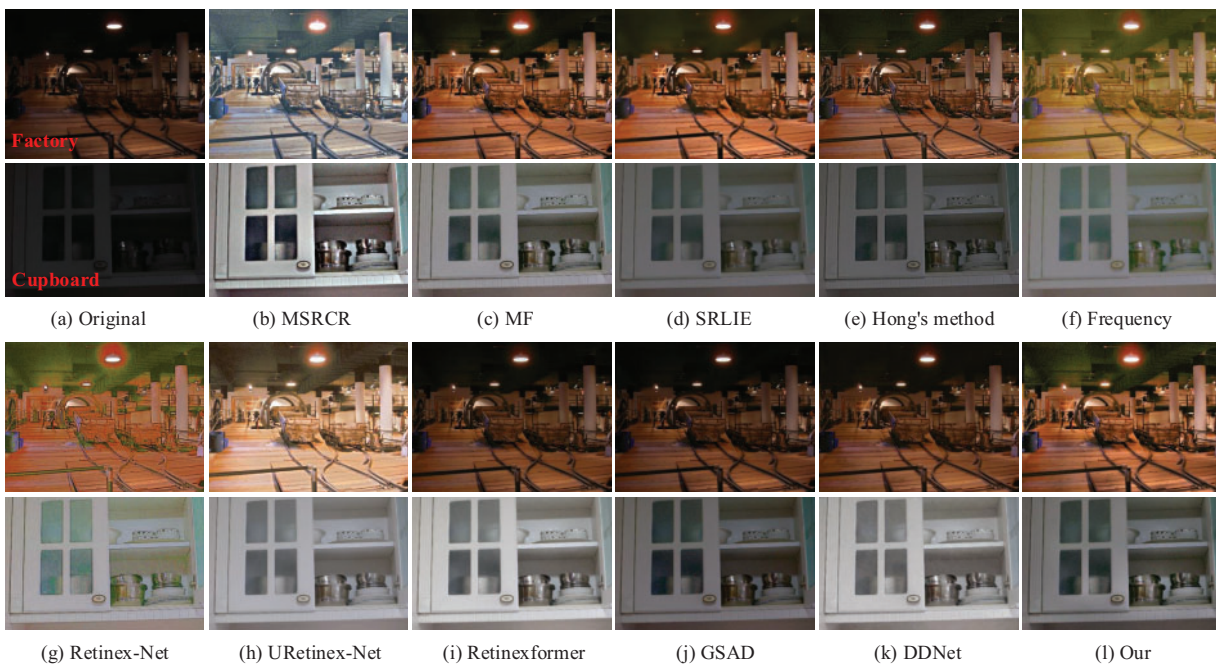 Factory
Cupboard
(a) Original (b) MSRCR (c) MF (d) SRLIE (e) Hong's method (f) Frequency
(g) Retinex-Net (h) URetinex-Net (i) Retinexformer (j) GSAD (k) DDNet (l) Our